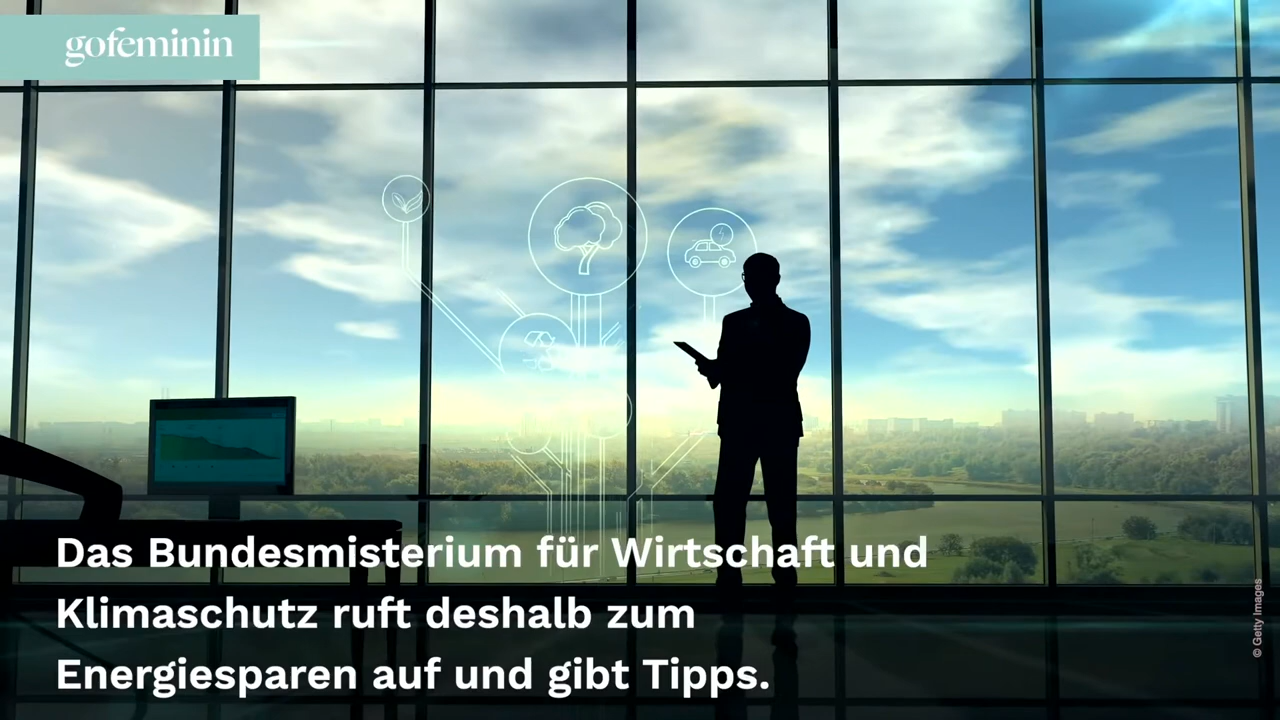 gofeminin
Das Bundesmisterium für Wirtschaft und
Klimaschutz ruft deshalb zum
Energiesparen auf und gibt Tipps.
© Getty Images